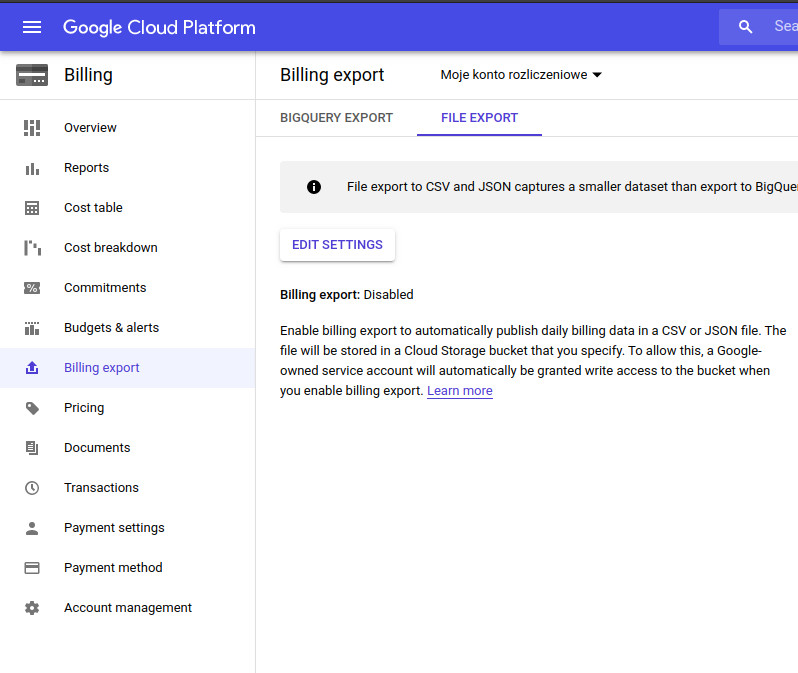 Google Cloud Platform
Billing
Billing export
Moje konto rozliczeniowe
BIGQUERY EXPORT
FILE EXPORT
Overview
Reports
Cost table
Cost breakdown
Commitments
Budgets & alerts
Billing export
Pricing
Documents
Transactions
Payment settings
Payment method
Account management
File export to CSV and JSON captures a smaller dataset than export to
EDIT SETTINGS
Billing export: Disabled
Enable billing export to automatically publish daily billing data in a CSV or JSON file. The
file will be stored in a Cloud Storage bucket that you specify. To allow this, a Google-
owned service account will automatically be granted write access to the bucket when
you enable billing export. Learn more